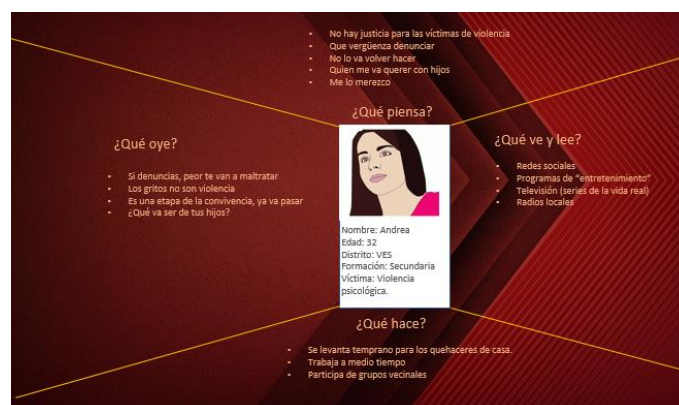 No hay justicia para las víctimas de violencia
Que vergüenza denunciar
No lo va volver hacer
Quien me va querer con hijos
Me lo merezco
¿Qué piensa?
¿Qué oye?
Si denuncias, peor te van a maltratar
Los gritos no son violencia
Es una etapa de la convivencia, ya va pasar
¿Qué va ser de tus hijos?
¿Qué ve y lee?
Redes sociales
Programas de “entretenimiento”
Televisión (series de la vida real)
Radios locales
Nombre: Andrea
Edad: 32
Distrito: VES
Formación: Secundaria
Víctima: Violencia
psicológica.
¿Qué hace?
Se levanta temprano para los quehaceres de casa.
Trabaja a medio tiempo
Participa de grupos vecinales